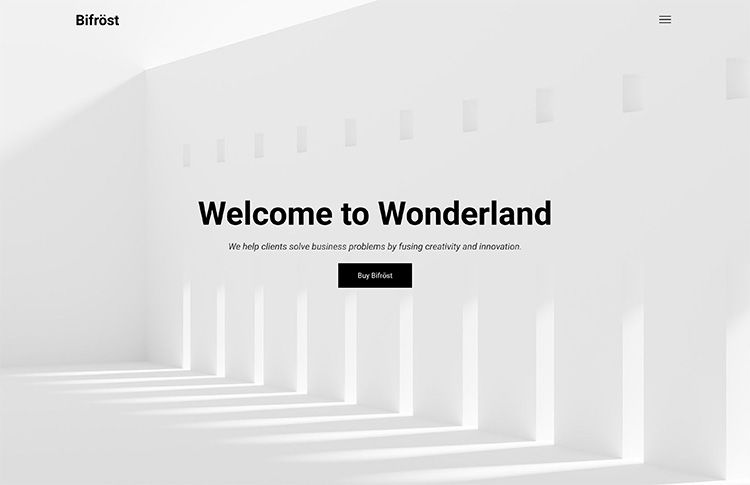 Bifröst
Welcome to Wonderland
We help clients solve business problems by fusing creativity and innovation.
Buy Bifröst